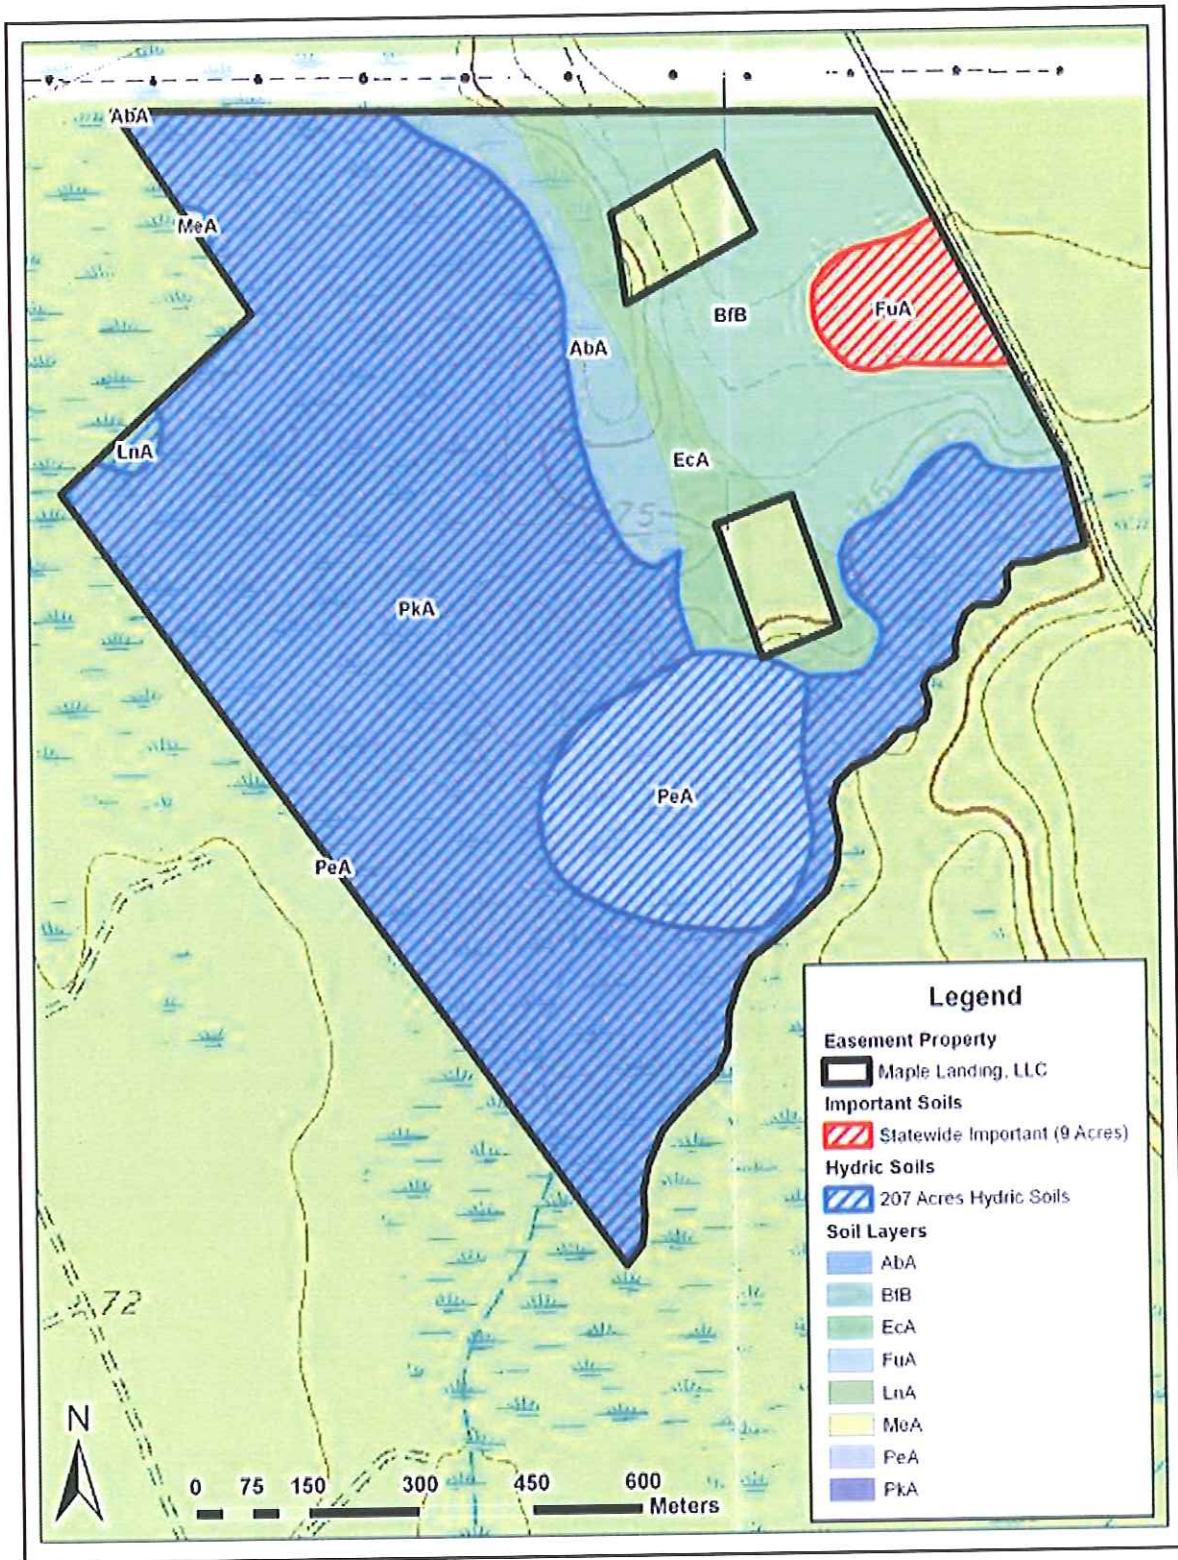 AbA
MeA
BfB
FuA
AbA
LnA
EcA
75
PkA
PeA
PeA
72
N
0 75 150 300 450 600
Meters
Legend
Easement Property
Maple Landing, LLC
Important Soils
Statewide Important (9 Acres)
Hydric Soils
207 Acres Hydric Soils
Soil Layers
AbA
BfB
EcA
FuA
LnA
MeA
PeA
PkA